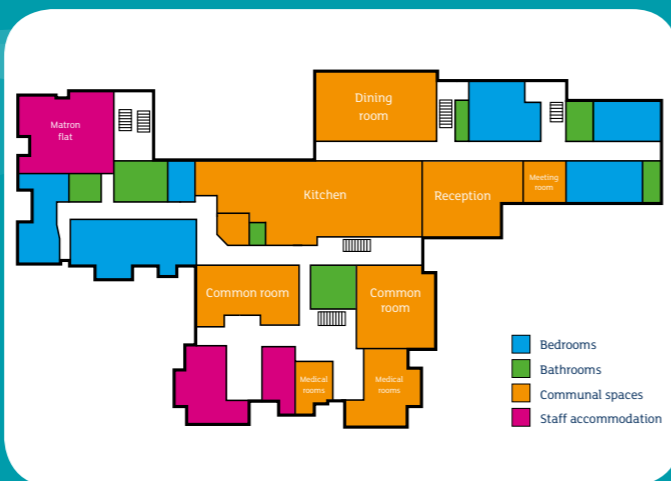 Dining
room
Matron
flat
Kitchen
Reception
Meeting
room
Common room
Common
room
Medical
rooms
Medical
rooms
Bedrooms
Bathrooms
Communal spaces
Staff accommodation